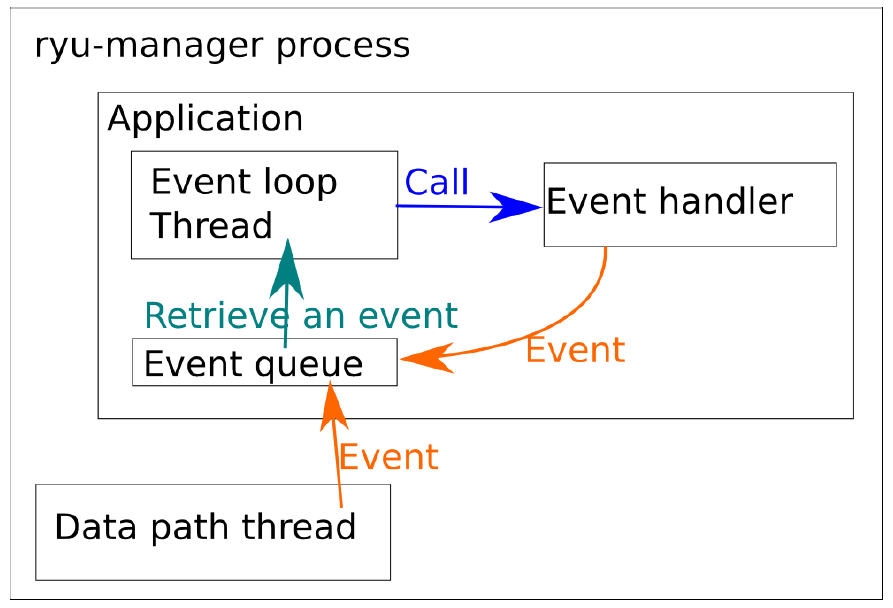 ryu-manager process
Application
Event loop
Thread
Call
Event handler
Retrieve an event
Event
Event queue
Event
Data path thread